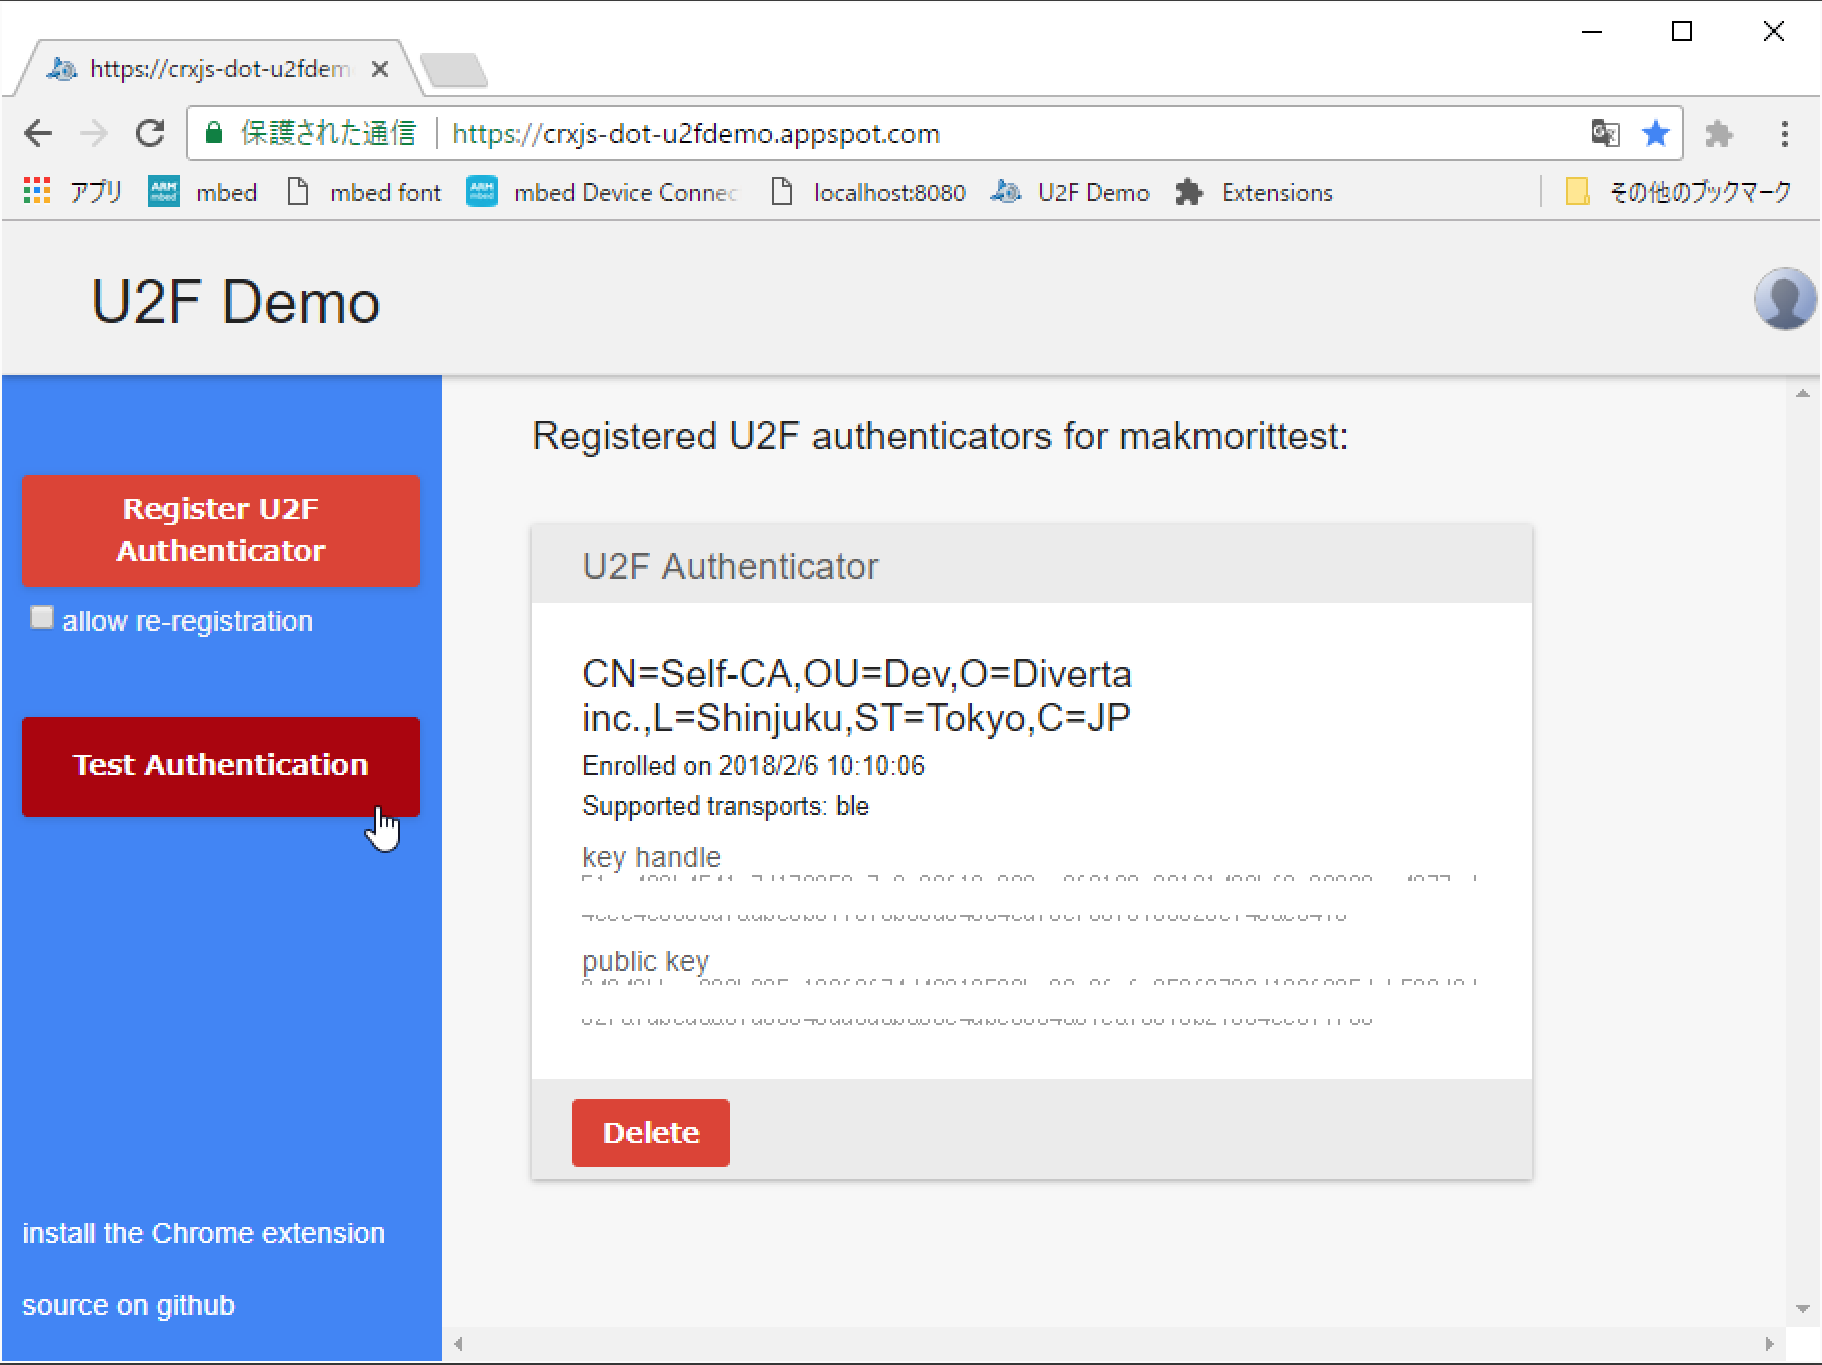 https://crxjs-dot-u2fdem
保護された通信 https://crxjs-dot-u2fdemo.appspot.com
アプリ ARM mbed mbed mbed font ARM mbed mbed Device Connec localhost:8080 U2F Demo Extensions その他のブックマーク
U2F Demo
Registered U2F authenticators for makmorittest:
Register U2F
Authenticator
allow re-registration
Test Authentication
U2F Authenticator
CN=Self-CA,OU=Dev,O=Diverta
inc.,L=Shinjuku,ST=Tokyo,C=JP
Enrolled on 2018/2/6 10:10:06
Supported transports: ble
key handle
public key
Delete
install the Chrome extension
source on github